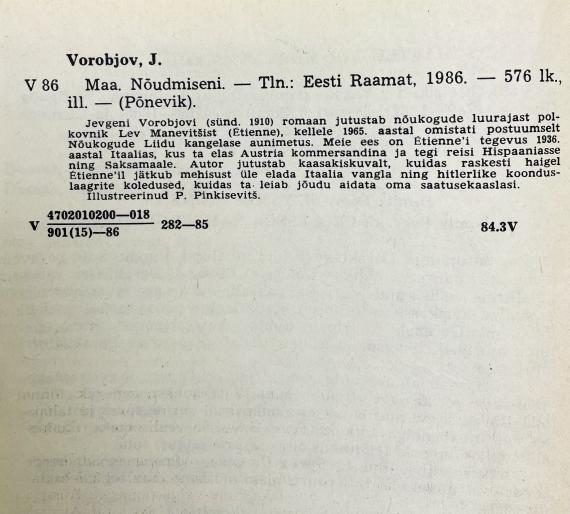 Vorobjov, J.
V 86 Maa. Nõudmiseni. — Tln.: Eesti Raamat, 1986. — 576 lk.,
ill. — (Põnevik).
Jevgeni Vorobjovi (sünd. 1910) romaan jutustab nõukogude luurajast pol-
kovnik Lev Manevitšist (Étienne), kellele 1965. aastal omistati postuumselt
Nõukogude Liidu kangelase aunimetus. Meie ees on Étienne'i tegevus 1936.
aastal Itaalias, kus ta elas Austria kommersandina ja tegi reisi Hispaaniasse
ning Saksamaale. Autor jutustab kaasakiskuvalt, kuidas raskesti haigel
Étienne'il jätkub mehisust üle elada Itaalia vangla ning hitlerlike koondus-
laagrite koledused, kuidas ta leiab jõudu aidata oma saatusekaaslasi.
Illustreerinud P. Pinkisevitš.
V 4702010200—018 282—85 84.3V
901(15)—86